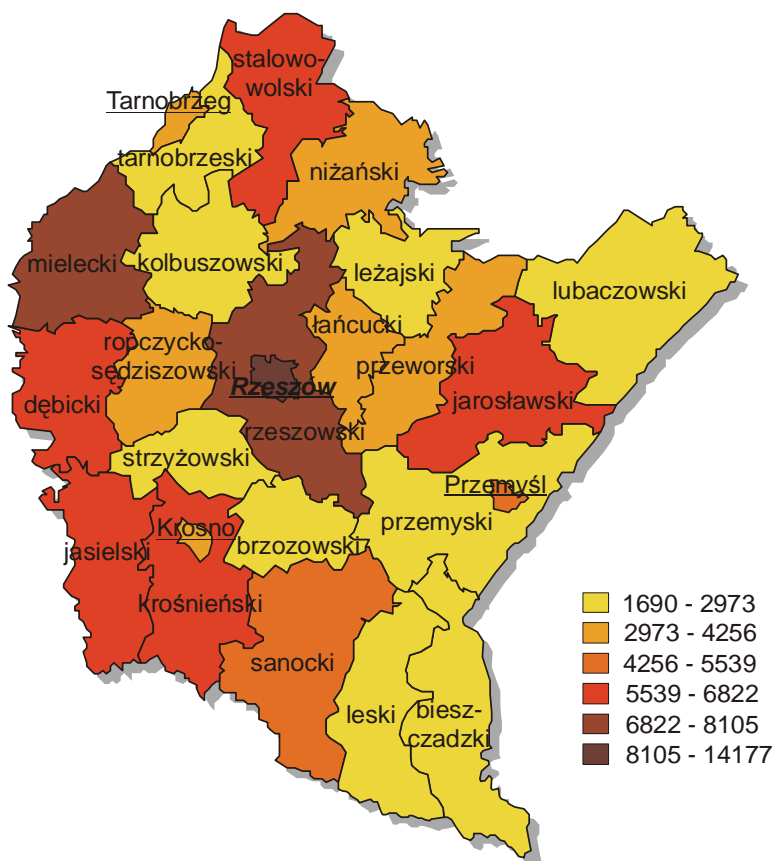 stalowo-
wolski
Tarnobrzeg
tarnobrzeski
niżański
mielecki
kolbuszowski
leżajski
lubaczowski
ropczycko-
sędziszowski
łańcucki
przeworski
dębicki
Rzeszów
jarosławski
rzeszowski
strzyżowski
Przemyśl
przemyski
Krosno
jasielski
brzozowski
krośnieński
sanocki
leski
biesz-
czadzki
1690 - 2973
2973 - 4256
4256 - 5539
5539 - 6822
6822 - 8105
8105 - 14177